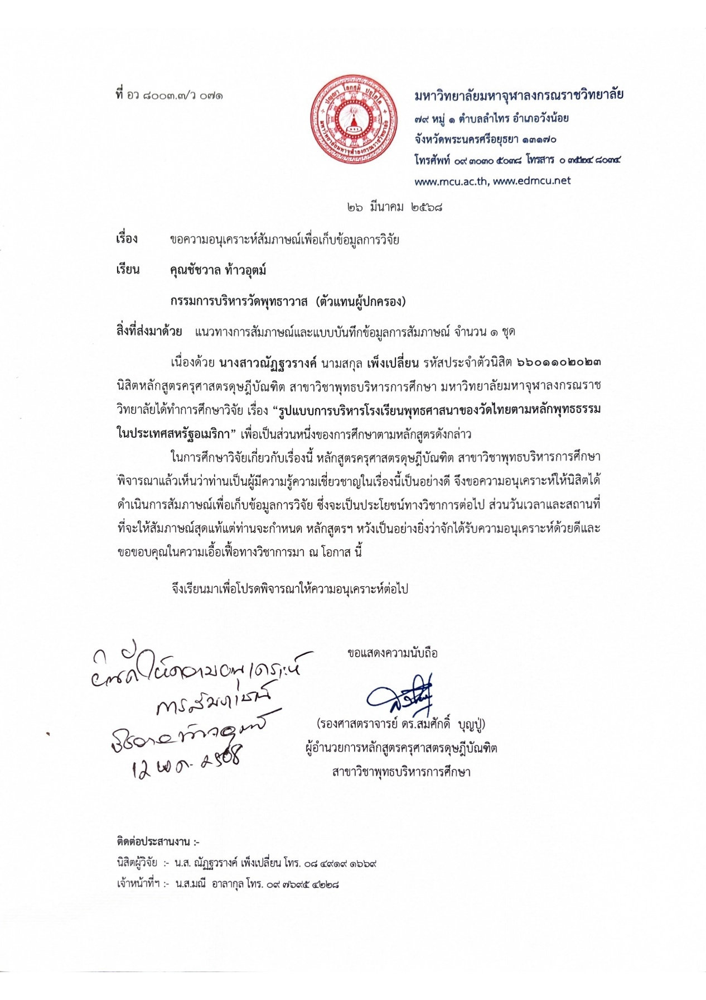 ที่ อว ๘๐๐๓.๓/ว ๐๗๑
ปญฺญา โลกสฺมิ ปชฺโชโต
มหาวิทยาลัยมหาจุฬาลงกรณราชวิทยาลัย
มหาวิทยาลัยมหาจุฬาลงกรณราชวิทยาลัย
๗๙ หมู่ ๑ ตำบลลำไทร อำเภอวังน้อย
จังหวัดพระนครศรีอยุธยา ๑๓๑๗๐
โทรศัพท์ ๐๙ ๓๐๓๐ ๕๐๓๘ โทรสาร ๐ ๓๕๒๔ ๘๐๓๔
www.mcu.ac.th, www.edmcu.net
๒๖ มีนาคม ๒๕๖๘
เรื่อง ขอความอนุเคราะห์สัมภาษณ์เพื่อเก็บข้อมูลการวิจัย
เรียน คุณชัชวาล ท้าวอุตม์
กรรมการบริหารวัดพุทธาวาส (ตัวแทนผู้ปกครอง)
สิ่งที่ส่งมาด้วย แนวทางการสัมภาษณ์และแบบบันทึกข้อมูลการสัมภาษณ์ จำนวน ๑ ชุด
เนื่องด้วย นางสาวณัฏฐวรางค์ นามสกุล เพ็งเปลี่ยน รหัสประจำตัวนิสิต ๖๖๐๑๑๐๒๐๒๓
นิสิตหลักสูตรครุศาสตรดุษฎีบัณฑิต สาขาวิชาพุทธบริหารการศึกษา มหาวิทยาลัยมหาจุฬาลงกรณราช
วิทยาลัยได้ทำการศึกษาวิจัย เรื่อง “รูปแบบการบริหารโรงเรียนพุทธศาสนาของวัดไทยตามหลักพุทธธรรม
ในประเทศสหรัฐอเมริกา” เพื่อเป็นส่วนหนึ่งของการศึกษาตามหลักสูตรดังกล่าว
ในการศึกษาวิจัยเกี่ยวกับเรื่องนี้ หลักสูตรครุศาสตรดุษฎีบัณฑิต สาขาวิชาพุทธบริหารการศึกษา
พิจารณาแล้วเห็นว่าท่านเป็นผู้มีความรู้ความเชี่ยวชาญในเรื่องนี้เป็นอย่างดี จึงขอความอนุเคราะห์ให้นิสิตได้
ดำเนินการสัมภาษณ์เพื่อเก็บข้อมูลการวิจัย ซึ่งจะเป็นประโยชน์ทางวิชาการต่อไป ส่วนวันเวลาและสถานที่
ที่จะให้สัมภาษณ์สุดแท้แต่ท่านจะกำหนด หลักสูตรฯ หวังเป็นอย่างยิ่งว่าจักได้รับความอนุเคราะห์ด้วยดีและ
ขอขอบคุณในความเอื้อเฟื้อทางวิชาการมา ณ โอกาส นี้
จึงเรียนมาเพื่อโปรดพิจารณาให้ความอนุเคราะห์ต่อไป
ขอแสดงความนับถือ
ยินดีให้ความอนุเคราะห์
การสัมภาษณ์
ชัชวาล ท้าวอุตม์
12 พ.ค. 2568
(รองศาสตราจารย์ ดร.สมศักดิ์ บุญปู่)
ผู้อำนวยการหลักสูตรครุศาสตรดุษฎีบัณฑิต
สาขาวิชาพุทธบริหารการศึกษา
ติดต่อประสานงาน :-
นิสิตผู้วิจัย :- น.ส. ณัฏฐวรางค์ เพ็งเปลี่ยน โทร. ๐๘ ๔๙๑๙ ๑๖๖๙
เจ้าหน้าที่ฯ :- น.ส.มณี อาลากุล โทร. ๐๙ ๗๖๙๕ ๔๒๒๘